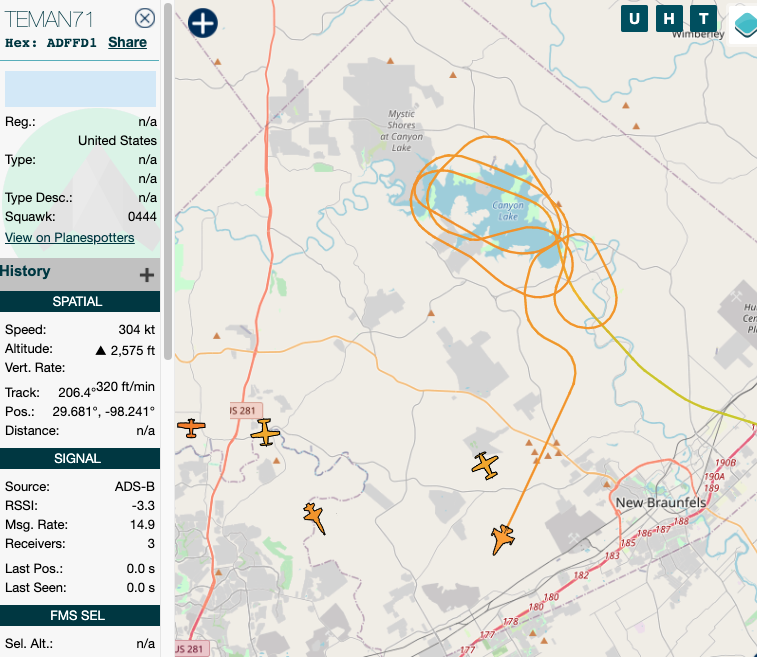 TEMAN71
Hex: ADFFD1 Share
Reg.: n/a
United States
Type: n/a
n/a
Type Desc.: n/a
Squawk: 0444
View on Planespotters
History +
SPATIAL
Speed: 304 kt
Altitude: ▲ 2,575 ft
Vert. Rate: 320 ft/min
Track: 206.4°
Pos.: 29.681°, -98.241°
Distance: n/a
SIGNAL
Source: ADS-B
RSSI: -3.3
Msg. Rate: 14.9
Receivers: 3
Last Pos.: 0.0 s
Last Seen: 0.0 s
FMS SEL
Sel. Alt.: n/a
U H T
Wimberley
Mystic
Shores
at Canyon
Lake
Canyon
Lake
Hu
Cen
Pl
US 281
190B
190A
189
New Braunfels
188
187
186
185
183
182
180
180
178
178
177
177
US 281